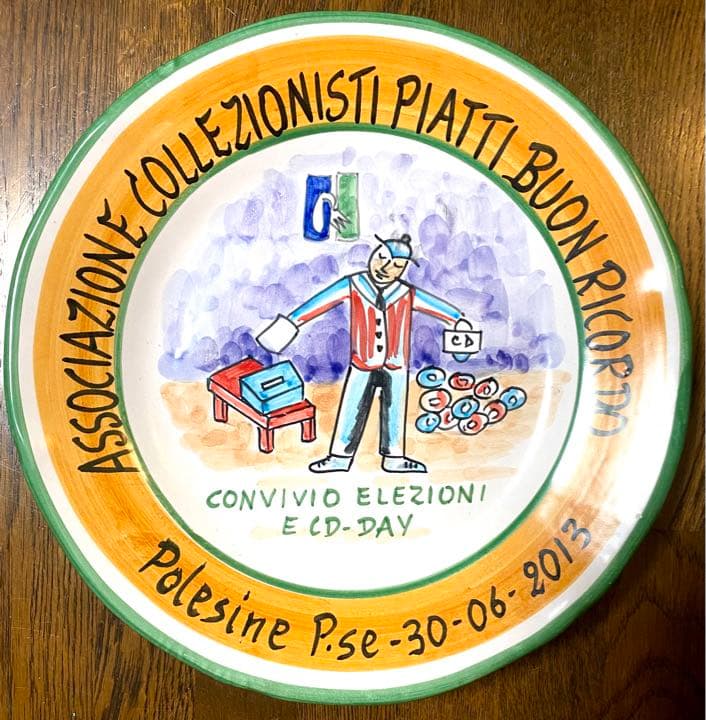 ASSOCIAZIONE COLLEZIONISTI PIATTI BUON RICORDO
CD
CONVIVIO ELEZIONI
E CD-DAY
Polesine P.se - 30-06-2013